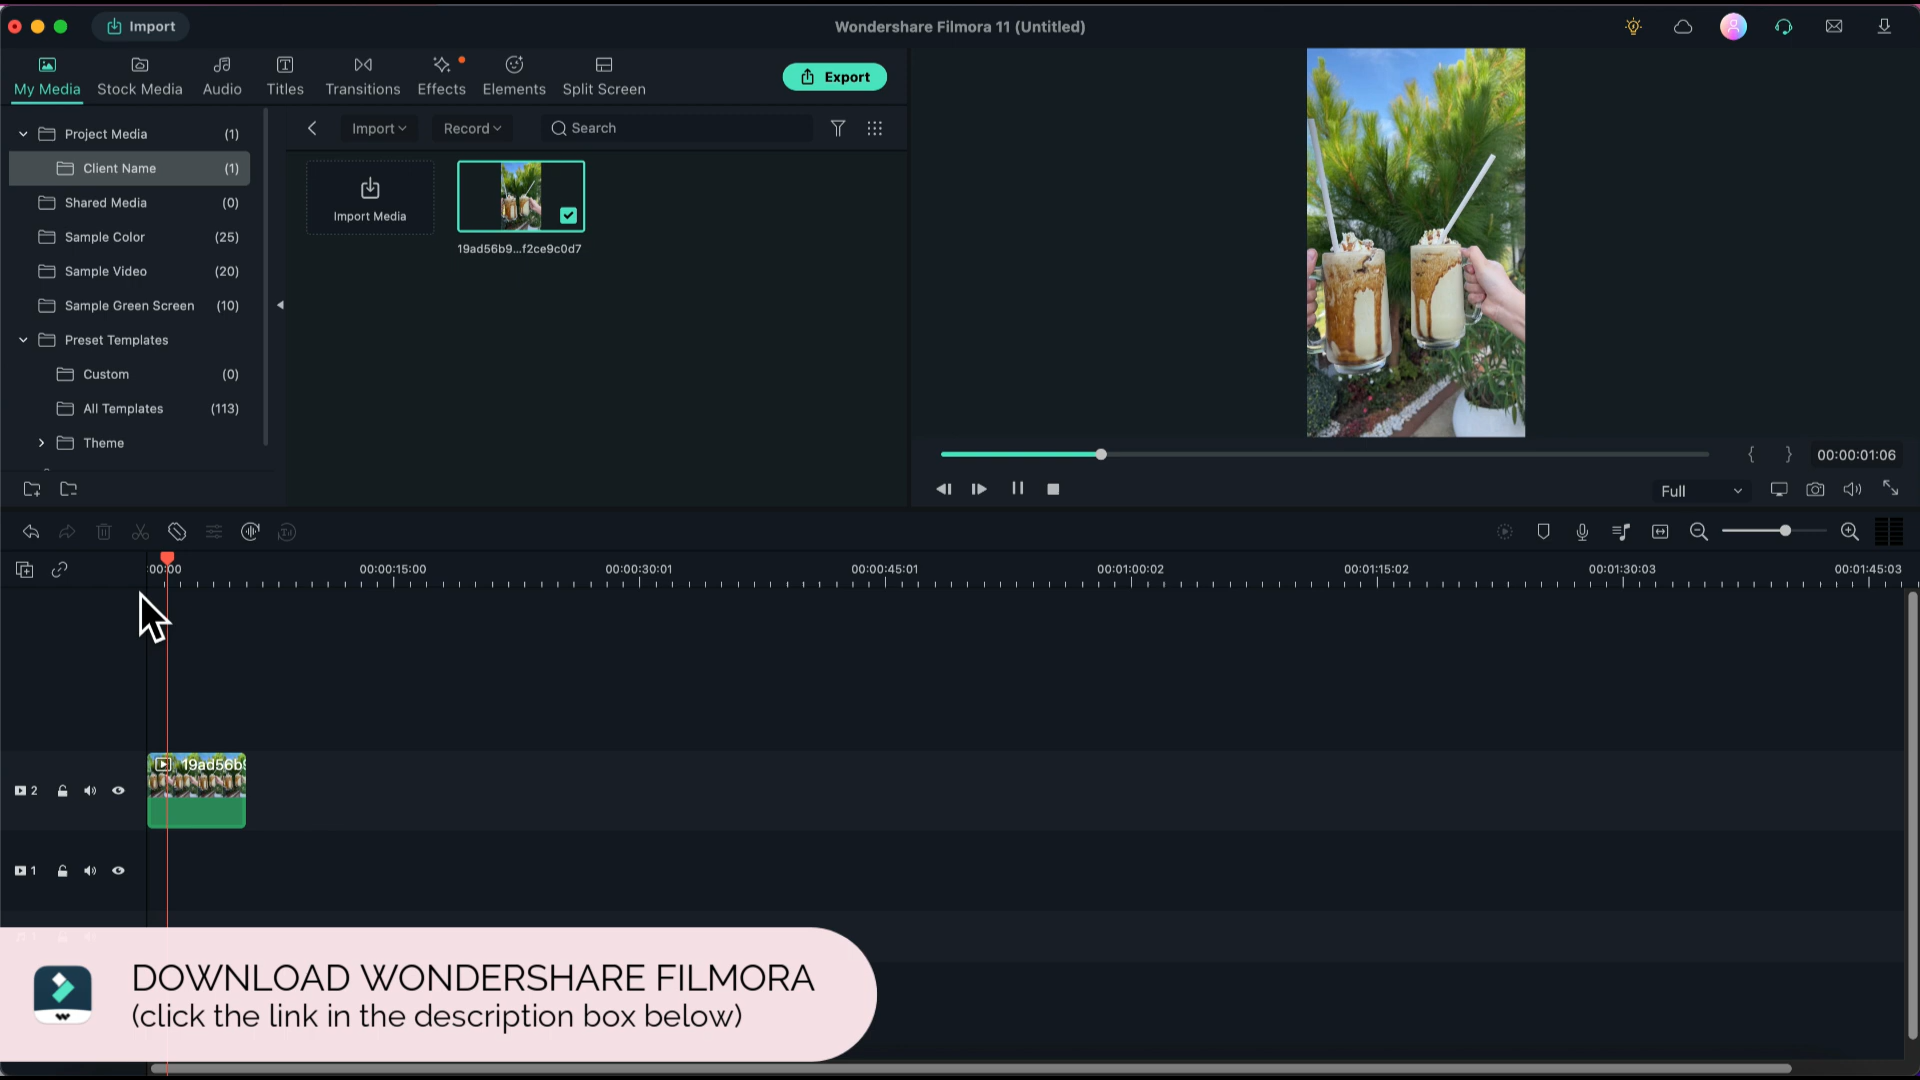 Import
Wondershare Filmora 11 (Untitled)
My Media
Stock Media
Audio
Titles
Transitions
Effects
Elements
Split Screen
Export
Project Media (1)
Client Name (1)
Shared Media (0)
Sample Color (25)
Sample Video (20)
Sample Green Screen (10)
Preset Templates
Custom (0)
All Templates (113)
Theme
Import
Record
Search
Import Media
19ad56b9...f2ce9c0d7
{ } 00:00:01:06
Full
:00:00
00:00:15:00
00:00:30:01
00:00:45:01
00:01:00:02
00:01:15:02
00:01:30:03
00:01:45:03
19ad56b9
2
1
DOWNLOAD WONDERSHARE FILMORA
(click the link in the description box below)